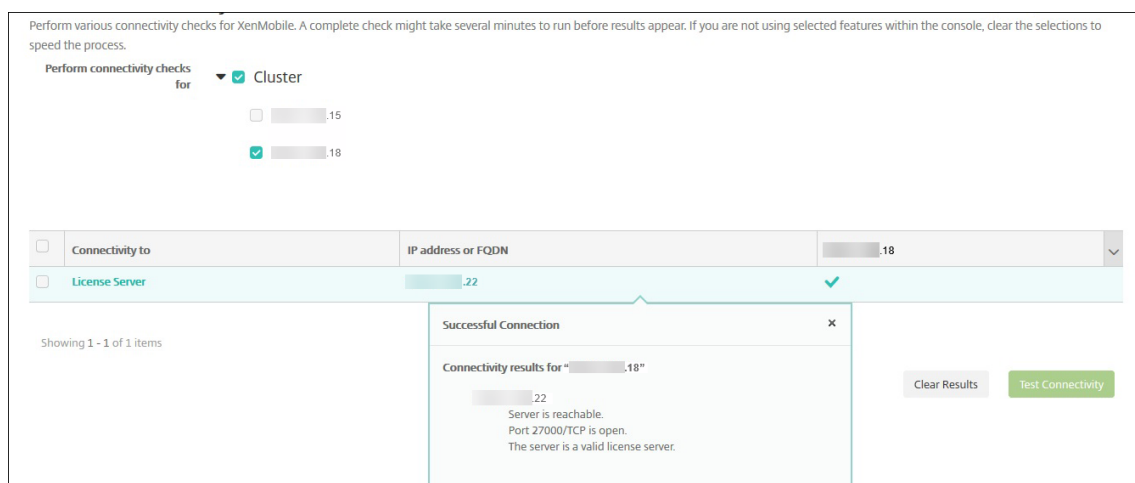 Perform various connectivity checks for XenMobile. A complete check might take several minutes to run before results appear. If you are not using selected features within the console, clear the selections to
speed the process.
Perform connectivity checks
for
Cluster
.15
.18
Connectivity to IP address or FQDN .18
License Server .22
Successful Connection ×
Connectivity results for “ .18”
.22
Server is reachable.
Port 27000/TCP is open.
The server is a valid license server.
Showing 1 - 1 of 1 items
Clear Results Test Connectivity